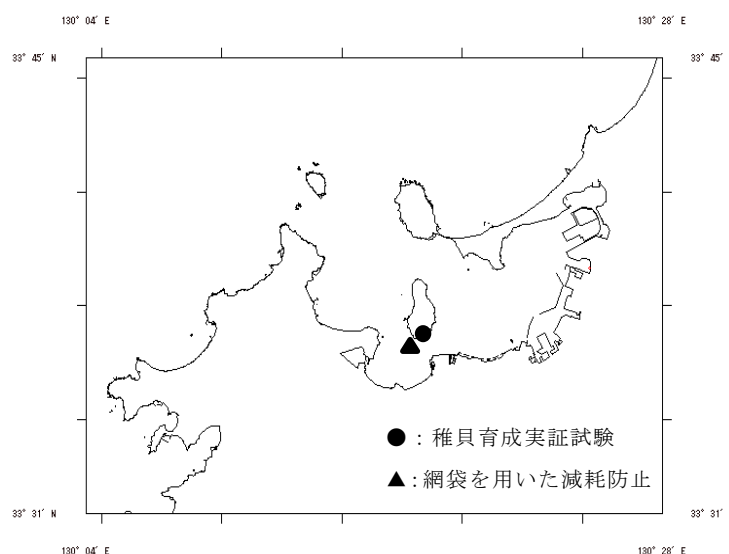 130° 04′ E 130° 28′ E
33° 45′ N 33° 45′
●：稚貝育成実証試験
▲：網袋を用いた減耗防止
33° 31′ N 33° 31′
130° 04′ E 130° 28′ E